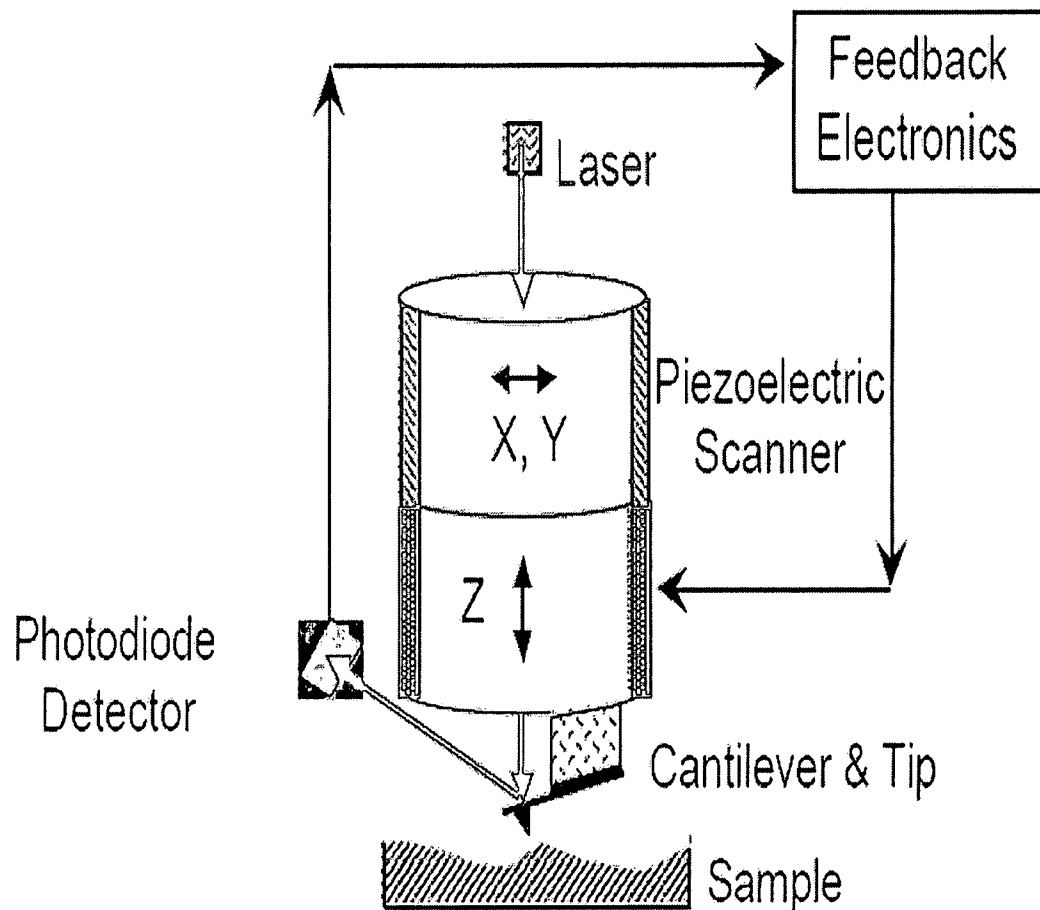 Feedback
Electronics
Laser
Piezoelectric
Scanner
X, Y
Z
Photodiode
Detector
Cantilever & Tip
Sample